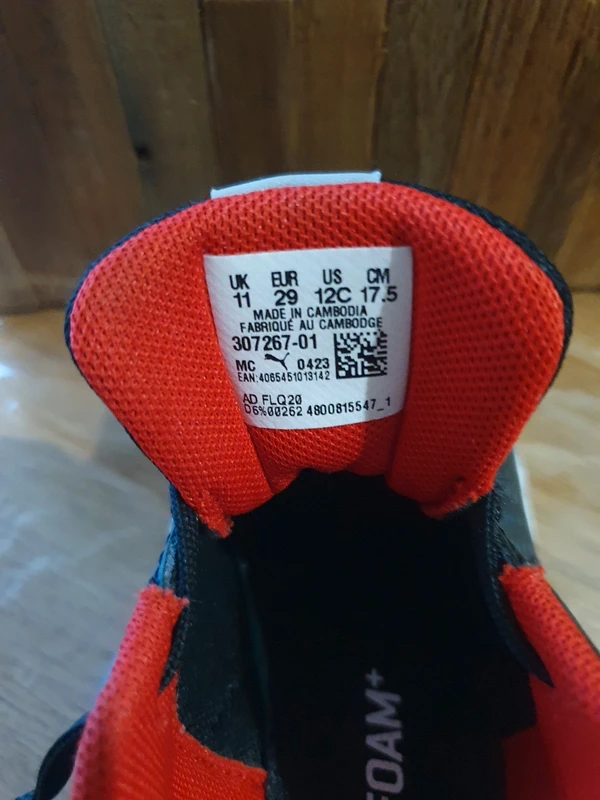 UK EUR US CM
11 29 12C 17.5
MADE IN CAMBODIA
FABRIQUÉ AU CAMBODGE
307267-01
MC 0423
EAN:4065451013142
AD FLQ20
D6%00262 4800815547_1
FOAM+